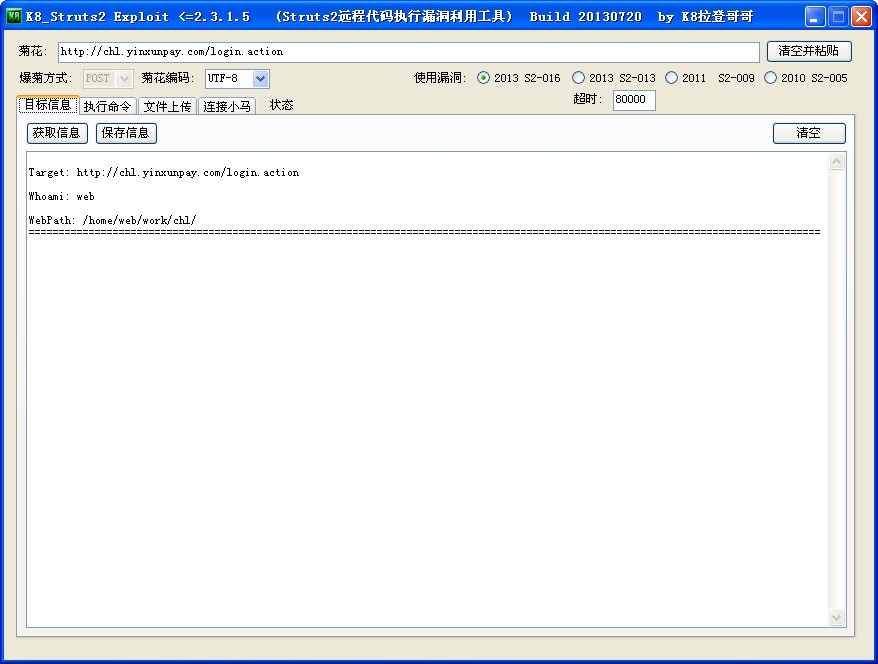 K8_Struts2 Exploit <=2.3.1.5 (Struts2远程代码执行漏洞利用工具) Build 20130720 by K8拉登哥哥
菊花: http://chl.yinxunpay.com/login.action 清空并粘贴
爆菊方式: POST 菊花编码: UTF-8 使用漏洞: 2013 S2-016 2013 S2-013 2011 S2-009 2010 S2-005
目标信息 执行命令 文件上传 连接小马 状态 超时: 80000
获取信息 保存信息 清空
Target: http://chl.yinxunpay.com/login.action
Whoami: web
WebPath: /home/web/work/chl/
====================================================================================================================================